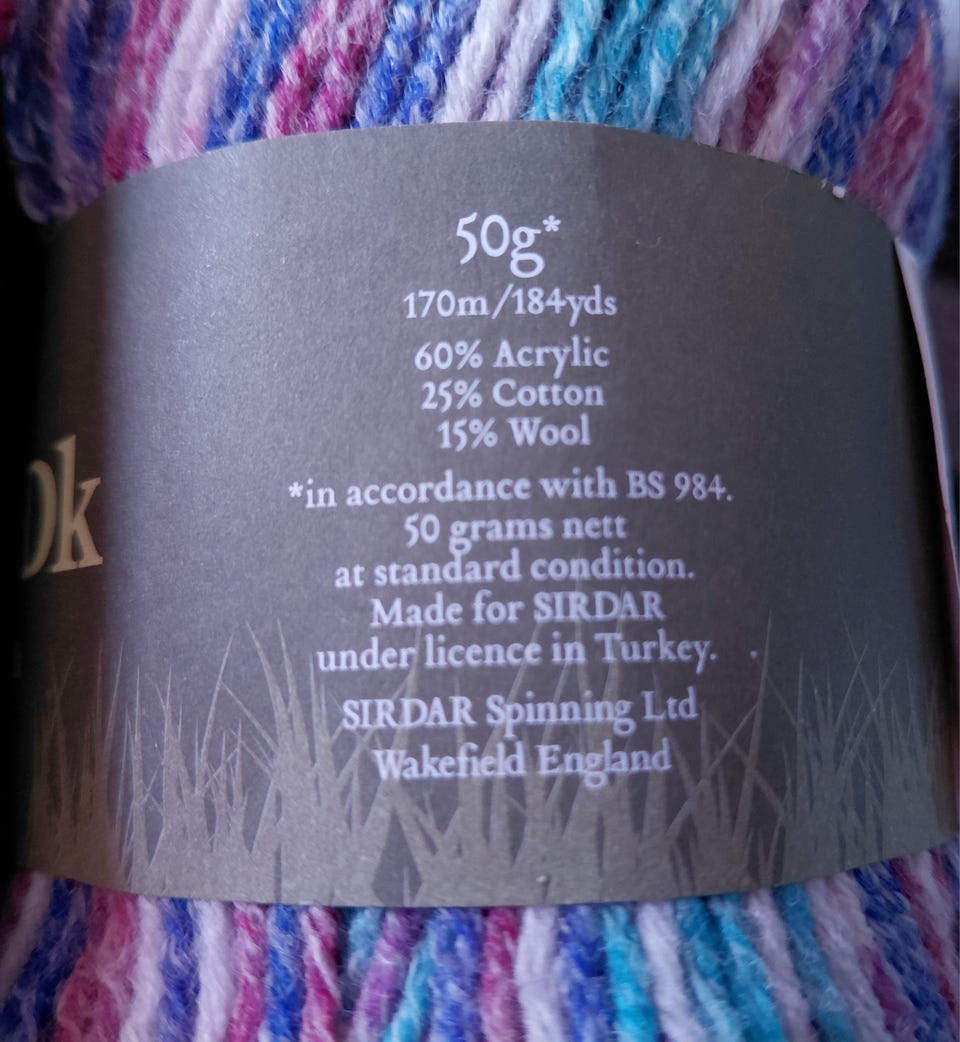 50g*
170m/184yds
60% Acrylic
25% Cotton
15% Wool
*in accordance with BS 984.
50 grams nett
at standard condition.
Made for SIRDAR
under licence in Turkey.
SIRDAR Spinning Ltd
Wakefield England
Dk